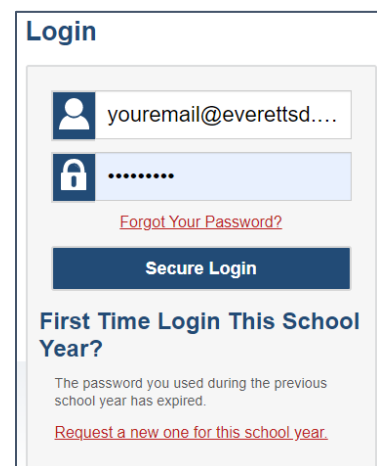 Login
youremail@everettsd....
•••••••••
Forgot Your Password?
Secure Login
First Time Login This School
Year?
The password you used during the previous
school year has expired.
Request a new one for this school year.